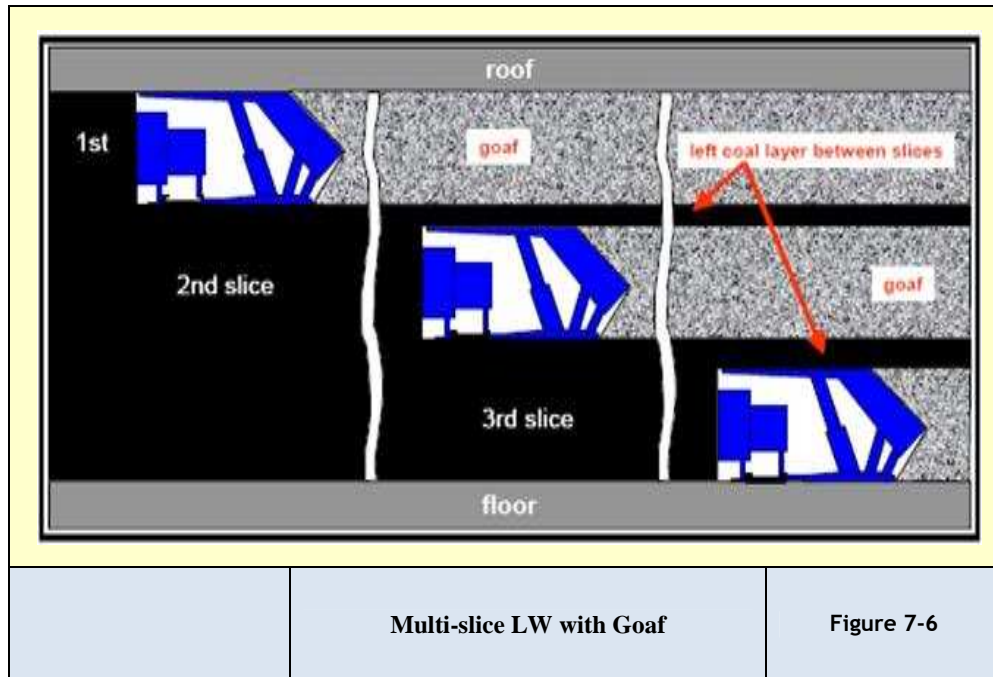 roof
1st
goaf
left coal layer between slices
2nd slice
goaf
3rd slice
floor
Multi-slice LW with Goaf
Figure 7-6